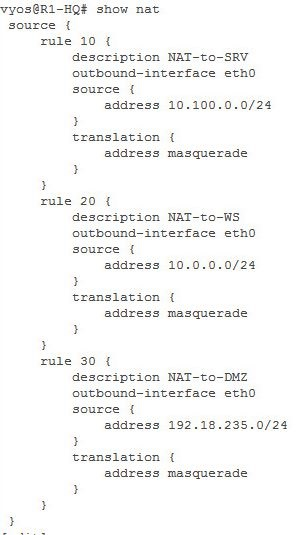 vyos@R1-HQ# show nat
 source {
     rule 10 {
         description NAT-to-SRV
         outbound-interface eth0
         source {
             address 10.100.0.0/24
         }
         translation {
             address masquerade
         }
     }
     rule 20 {
         description NAT-to-WS
         outbound-interface eth0
         source {
             address 10.0.0.0/24
         }
         translation {
             address masquerade
         }
     }
     rule 30 {
         description NAT-to-DMZ
         outbound-interface eth0
         source {
             address 192.18.235.0/24
         }
         translation {
             address masquerade
         }
     }
 }